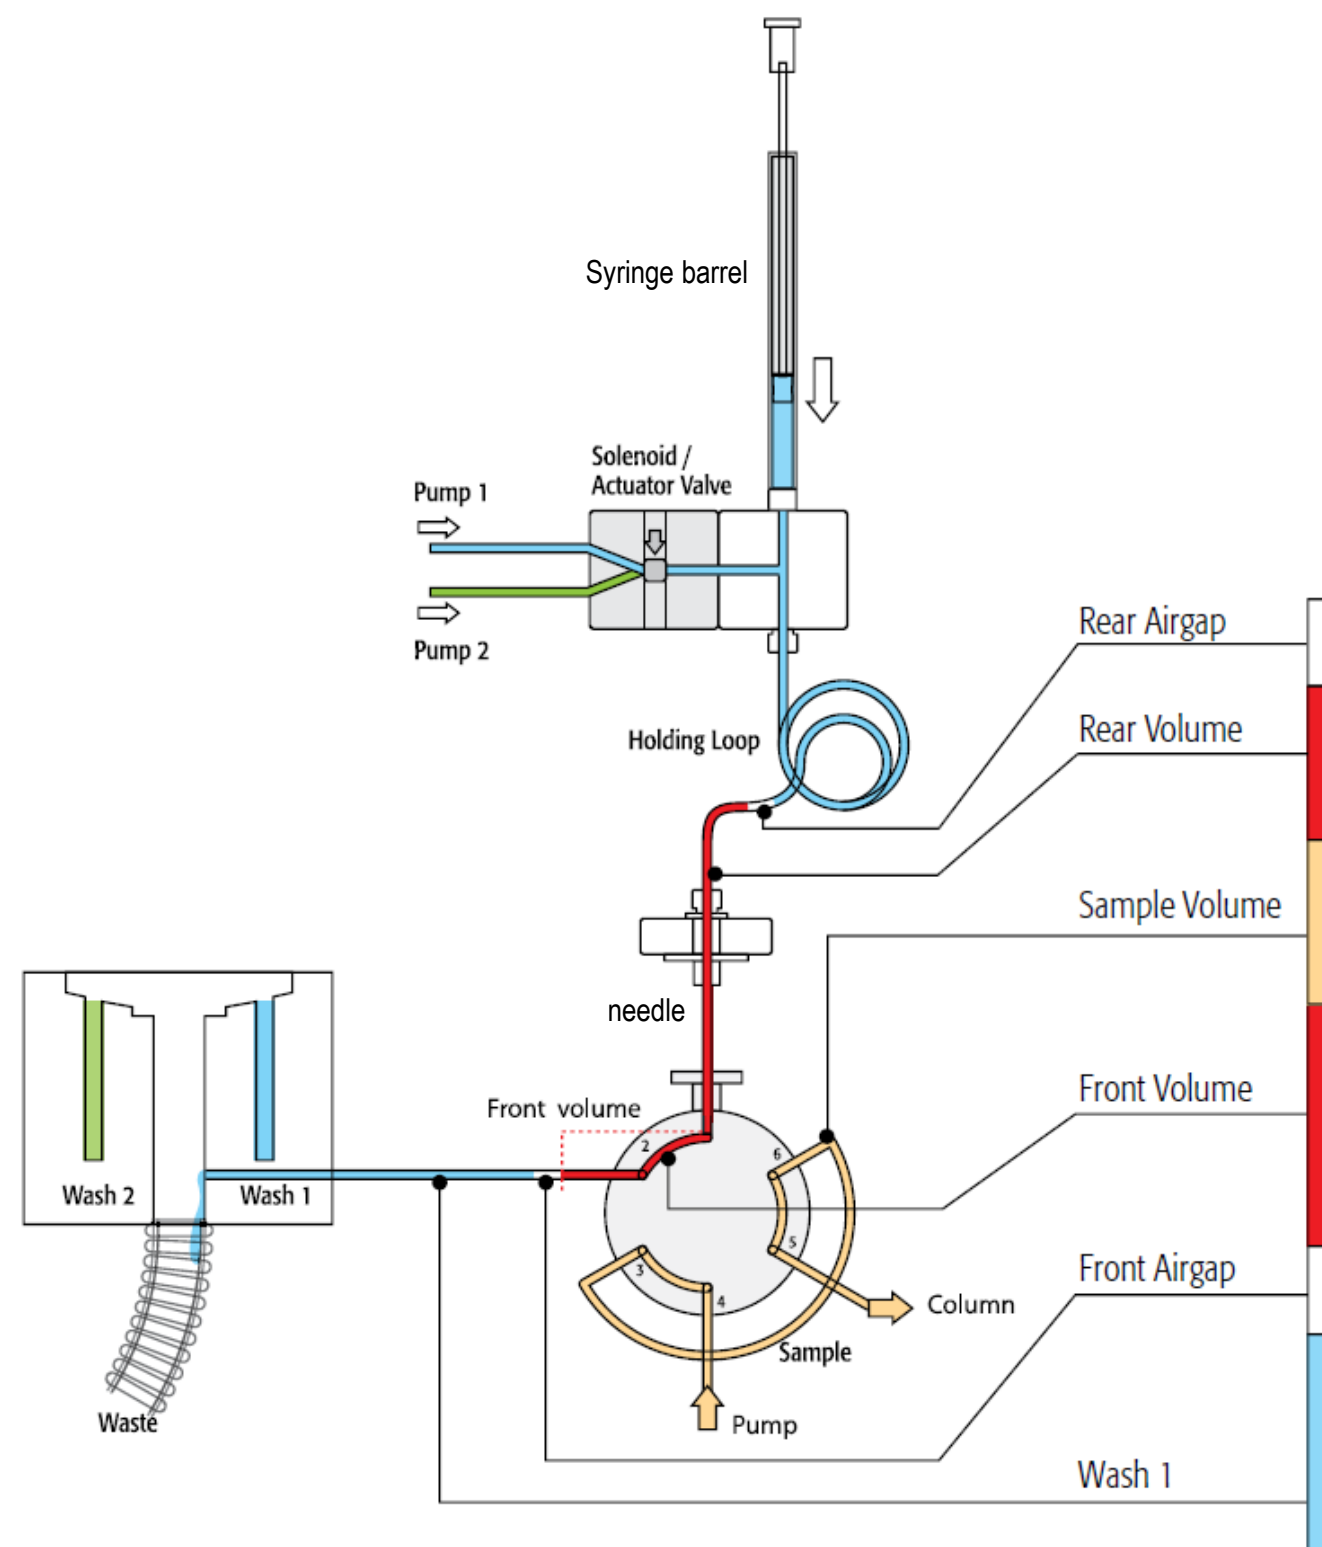 Syringe barrel
Solenoid /
Actuator Valve
Pump 1
Pump 2
Rear Airgap
Rear Volume
Holding Loop
Sample Volume
needle
Front Volume
Front volume
2
6
Wash 2
Wash 1
5
3
4
Front Airgap
Column
Sample
Waste
Pump
Wash 1